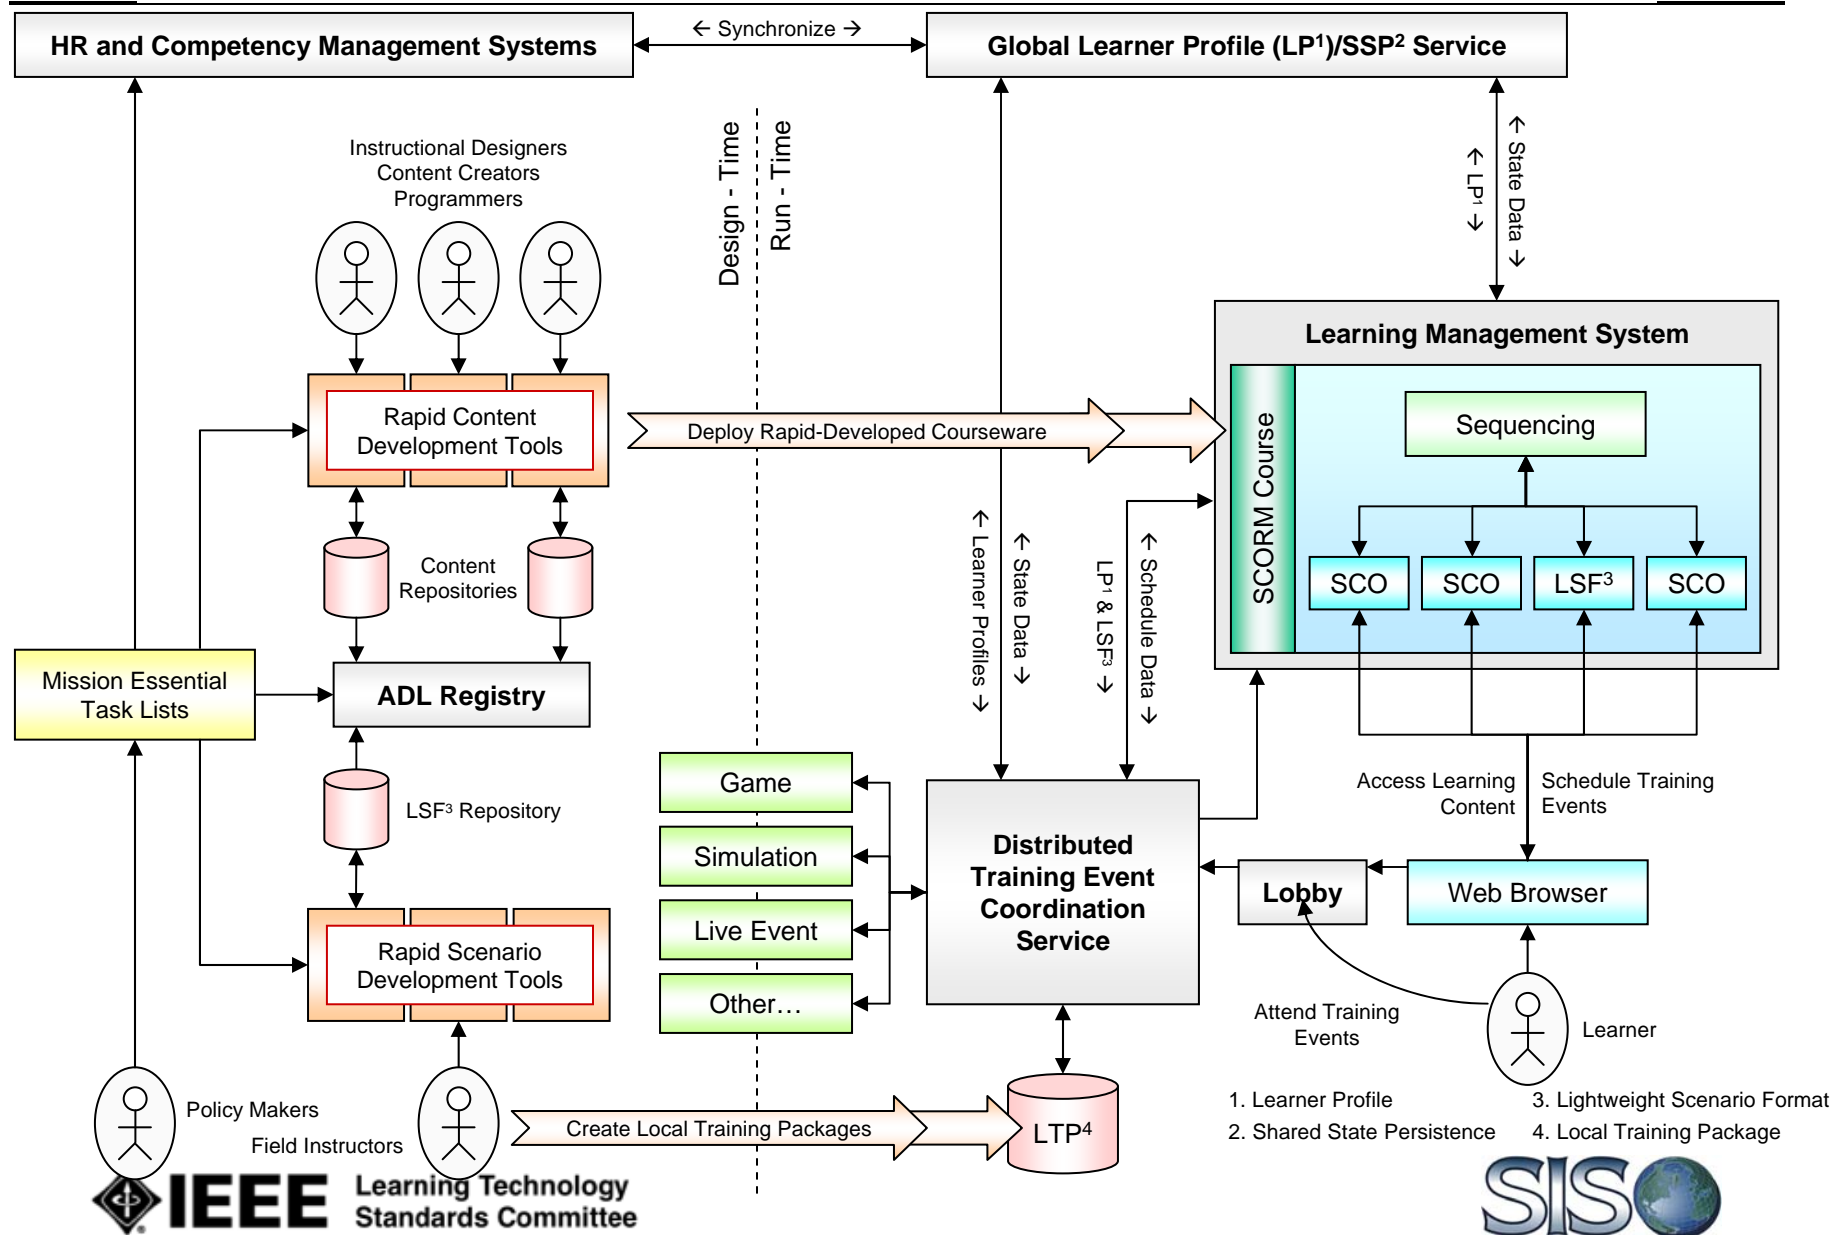 HR and Competency Management Systems
← Synchronize →
Global Learner Profile (LP¹)/SSP² Service
Instructional Designers
Content Creators
Programmers
Design - Time
Run - Time
← LP¹ →
← State Data →
Learning Management System
Rapid Content
Development Tools
Deploy Rapid-Developed Courseware
SCORM Course
Sequencing
SCO
SCO
LSF³
SCO
Content
Repositories
← Learner Profiles →
← State Data →
LP¹ & LSF³ →
← Schedule Data →
Mission Essential
Task Lists
ADL Registry
LSF³ Repository
Game
Simulation
Live Event
Other…
Distributed
Training Event
Coordination
Service
Access Learning
Content
Schedule Training
Events
Lobby
Web Browser
Rapid Scenario
Development Tools
Attend Training
Events
Learner
Policy Makers
Field Instructors
Create Local Training Packages
LTP⁴
1. Learner Profile
2. Shared State Persistence
3. Lightweight Scenario Format
4. Local Training Package
IEEE
Learning Technology
Standards Committee
SISO